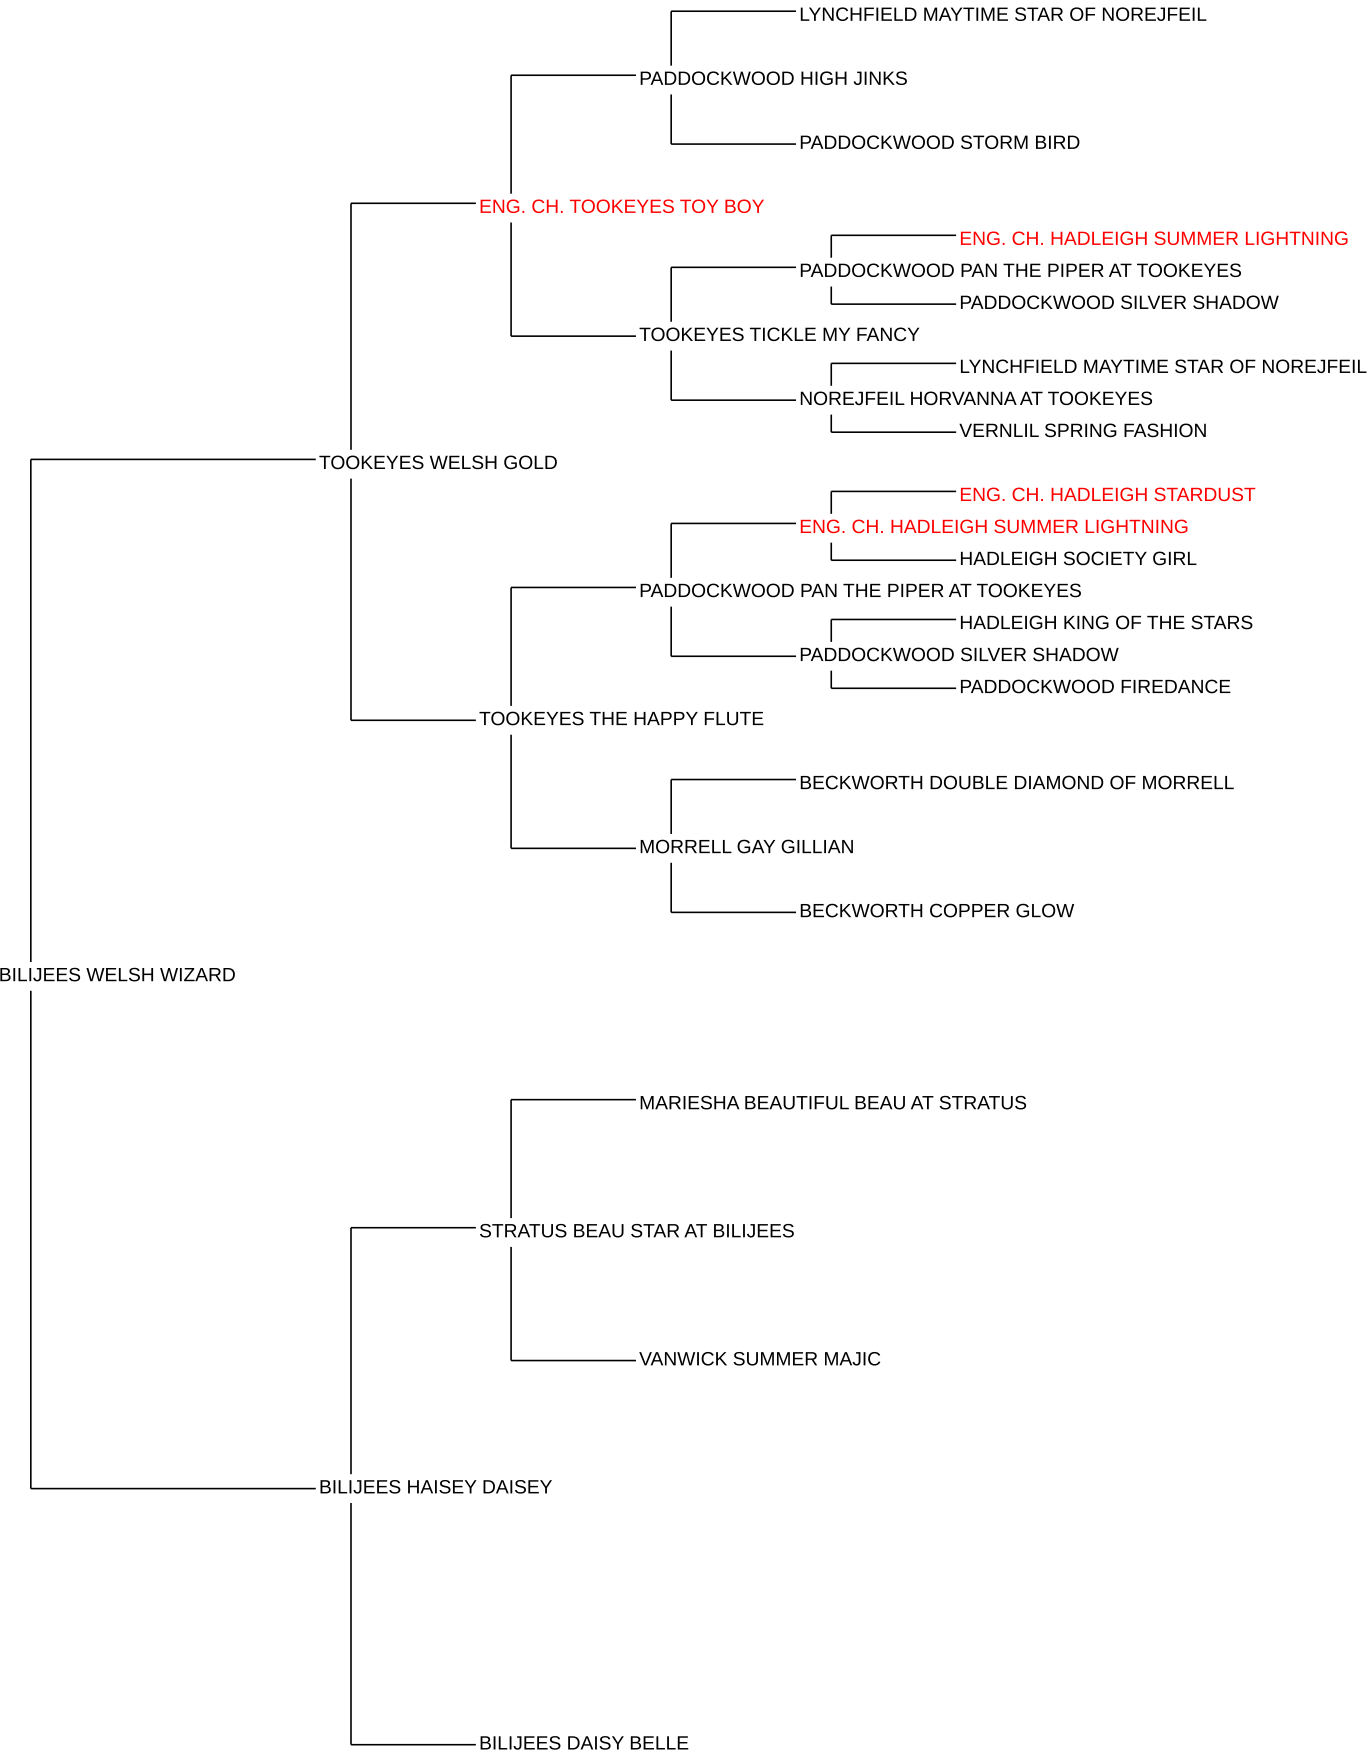 LYNCHFIELD MAYTIME STAR OF NOREJFEIL
PADDOCKWOOD HIGH JINKS
PADDOCKWOOD STORM BIRD
ENG. CH. TOOKEYES TOY BOY
ENG. CH. HADLEIGH SUMMER LIGHTNING
PADDOCKWOOD PAN THE PIPER AT TOOKEYES
PADDOCKWOOD SILVER SHADOW
TOOKEYES TICKLE MY FANCY
LYNCHFIELD MAYTIME STAR OF NOREJFEIL
NOREJFEIL HORVANNA AT TOOKEYES
VERNLIL SPRING FASHION
TOOKEYES WELSH GOLD
ENG. CH. HADLEIGH STARDUST
ENG. CH. HADLEIGH SUMMER LIGHTNING
HADLEIGH SOCIETY GIRL
PADDOCKWOOD PAN THE PIPER AT TOOKEYES
HADLEIGH KING OF THE STARS
PADDOCKWOOD SILVER SHADOW
PADDOCKWOOD FIREDANCE
TOOKEYES THE HAPPY FLUTE
BECKWORTH DOUBLE DIAMOND OF MORRELL
MORRELL GAY GILLIAN
BECKWORTH COPPER GLOW
BILIJEES WELSH WIZARD
MARIESHA BEAUTIFUL BEAU AT STRATUS
STRATUS BEAU STAR AT BILIJEES
VANWICK SUMMER MAJIC
BILIJEES HAISEY DAISEY
BILIJEES DAISY BELLE